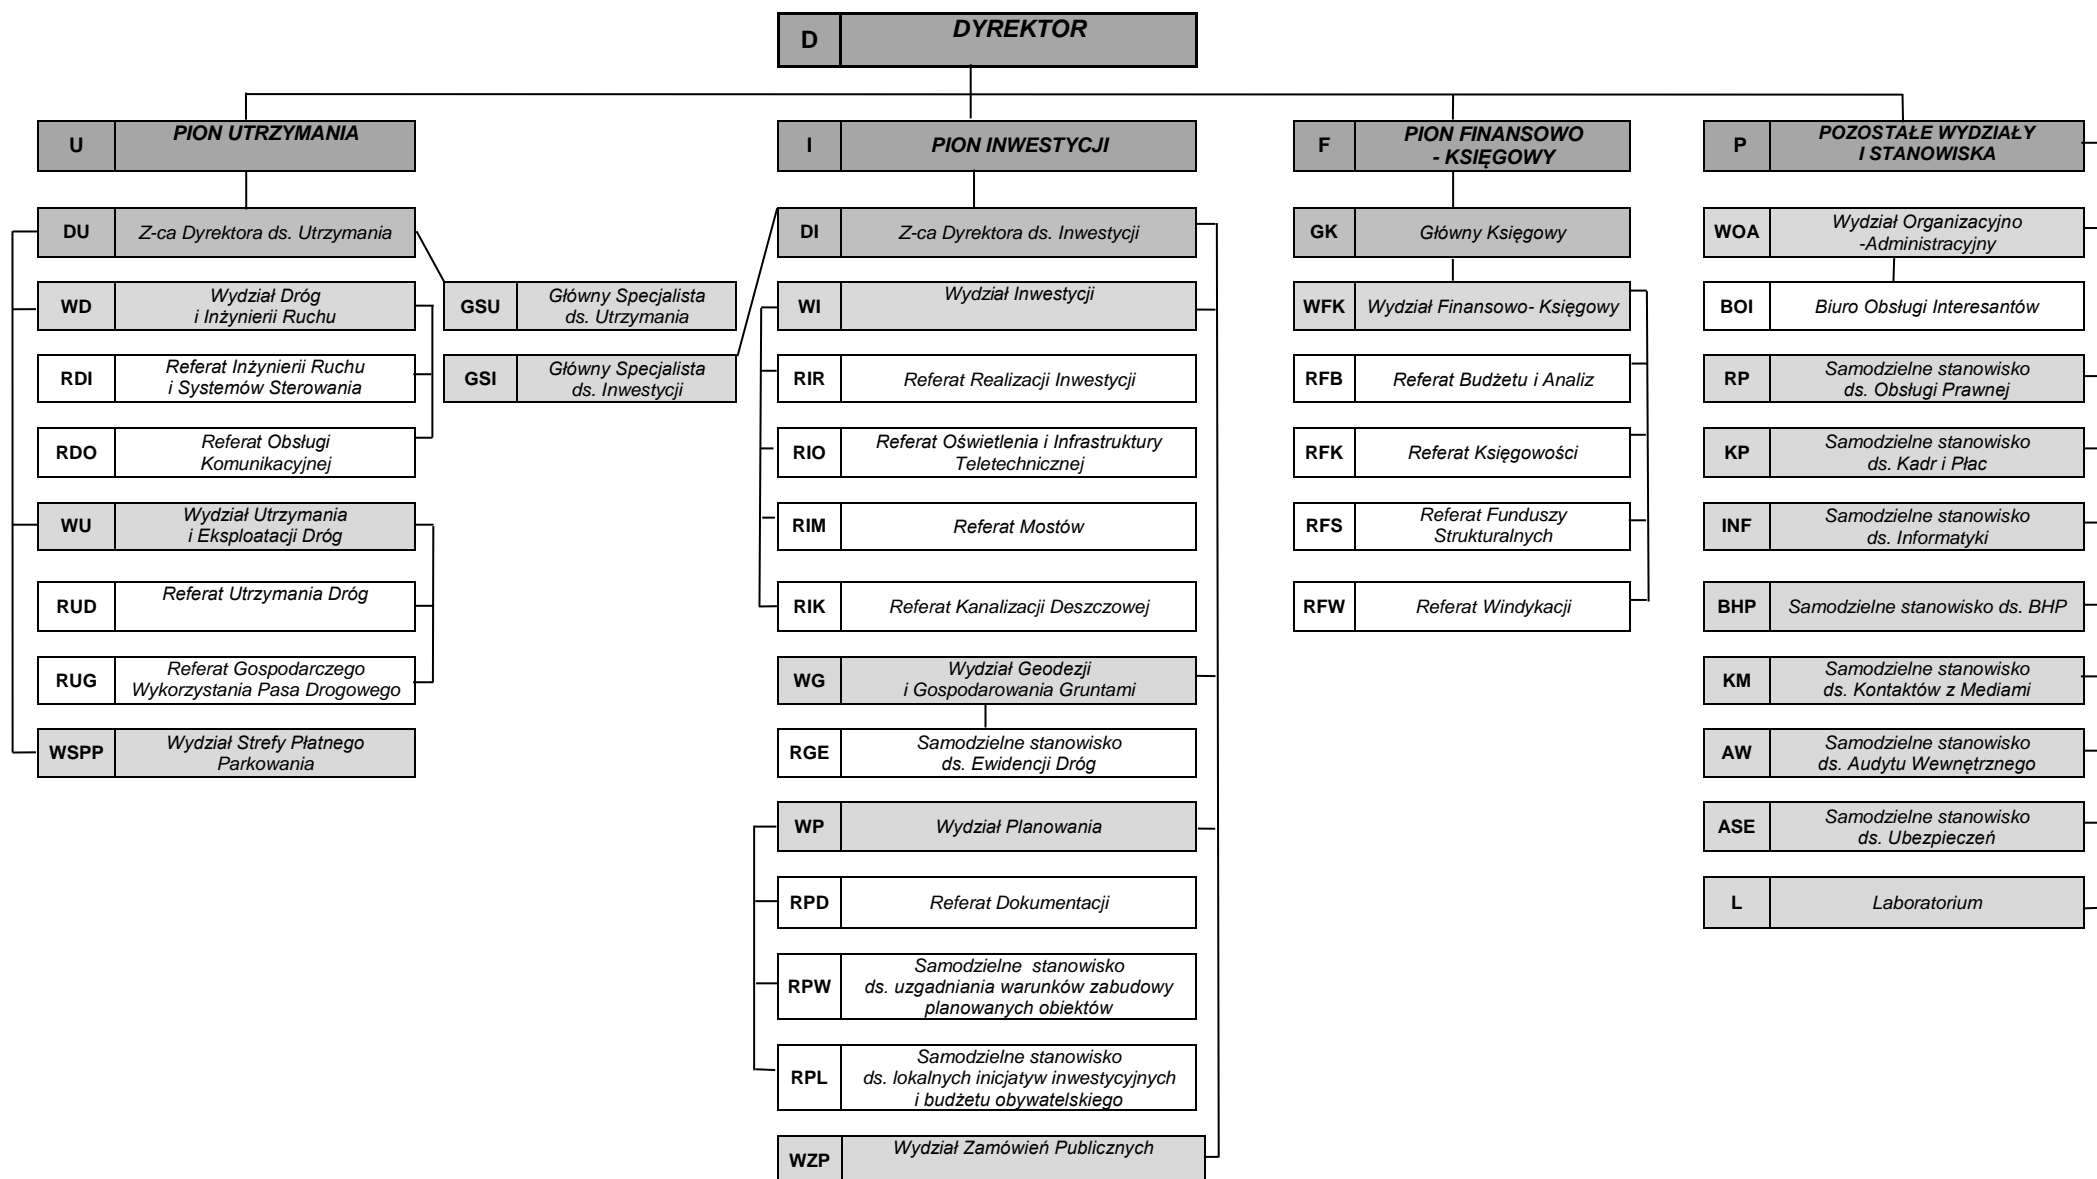 D
DYREKTOR
U
PION UTRZYMANIA
DU
Z-ca Dyrektora ds. Utrzymania
WD
Wydział Dróg
i Inżynierii Ruchu
RDI
Referat Inżynierii Ruchu
i Systemów Sterowania
RDO
Referat Obsługi
Komunikacyjnej
WU
Wydział Utrzymania
i Eksploatacji Dróg
RUD
Referat Utrzymania Dróg
RUG
Referat Gospodarczego
Wykorzystania Pasa Drogowego
WSPP
Wydział Strefy Płatnego
Parkowania
GSU
Główny Specjalista
ds. Utrzymania
GSI
Główny Specjalista
ds. Inwestycji
I
PION INWESTYCJI
DI
Z-ca Dyrektora ds. Inwestycji
WI
Wydział Inwestycji
RIR
Referat Realizacji Inwestycji
RIO
Referat Oświetlenia i Infrastruktury
Teletechnicznej
RIM
Referat Mostów
RIK
Referat Kanalizacji Deszczowej
WG
Wydział Geodezji
i Gospodarowania Gruntami
RGE
Samodzielne stanowisko
ds. Ewidencji Dróg
WP
Wydział Planowania
RPD
Referat Dokumentacji
RPW
Samodzielne stanowisko
ds. uzgadniania warunków zabudowy
planowanych obiektów
RPL
Samodzielne stanowisko
ds. lokalnych inicjatyw inwestycyjnych
i budżetu obywatelskiego
WZP
Wydział Zamówień Publicznych
F
PION FINANSOWO
- KSIĘGOWY
GK
Główny Księgowy
WFK
Wydział Finansowo- Księgowy
RFB
Referat Budżetu i Analiz
RFK
Referat Księgowości
RFS
Referat Funduszy
Strukturalnych
RFW
Referat Windykacji
P
POZOSTAŁE WYDZIAŁY
I STANOWISKA
WOA
Wydział Organizacyjno
-Administracyjny
BOI
Biuro Obsługi Interesantów
RP
Samodzielne stanowisko
ds. Obsługi Prawnej
KP
Samodzielne stanowisko
ds. Kadr i Płac
INF
Samodzielne stanowisko
ds. Informatyki
BHP
Samodzielne stanowisko ds. BHP
KM
Samodzielne stanowisko
ds. Kontaktów z Mediami
AW
Samodzielne stanowisko
ds. Audytu Wewnętrznego
ASE
Samodzielne stanowisko
ds. Ubezpieczeń
L
Laboratorium